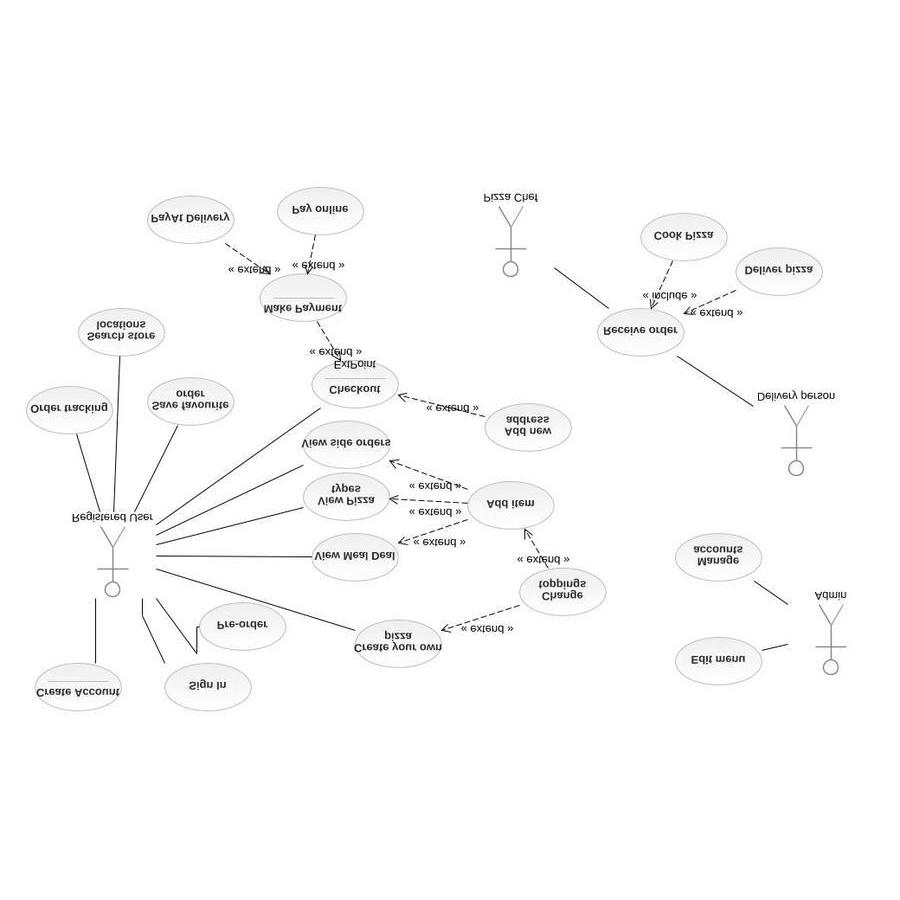 Create Account
Sign In
Edit menu
Create your own
pizza
« extend »
Pre-order
Admin
Change
toppings
Manage
accounts
« extend »
View Meal Deal
« extend »
Registered User
« extend »
Add item
View Pizza
types
« extend »
View side orders
Add new
address
Order tracking
« extend »
Save favourite
order
Delivery person
Checkout
ExtPoint
« extend »
Search store
locations
Receive order
« extend »
Make Payment
« include »
Deliver pizza
« extend »
« extend »
Cook Pizza
PayAt Delivery
Pay online
Pizza Chef